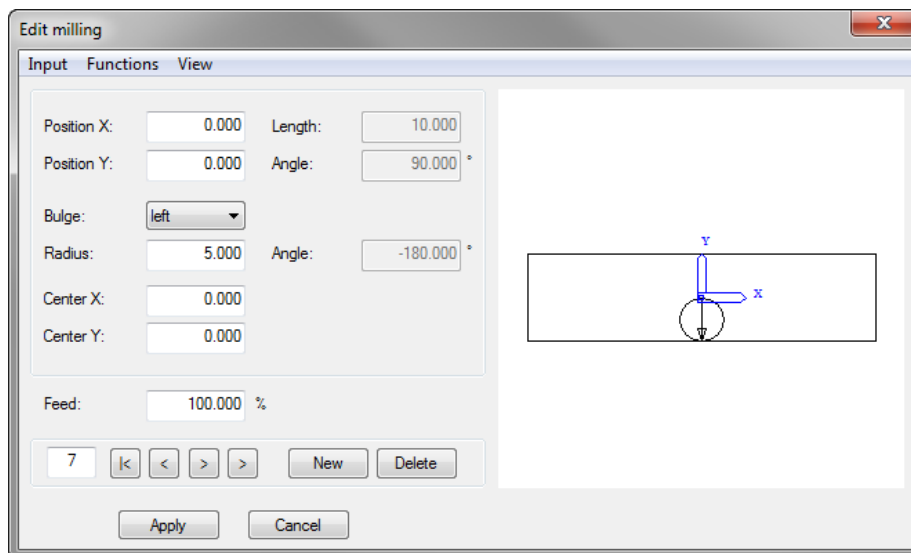 Edit milling
Input Functions View
Position X: 0.000 Length: 10.000
Position Y: 0.000 Angle: 90.000 °
Bulge: left
Radius: 5.000 Angle: -180.000 °
Center X: 0.000
Center Y: 0.000
Feed: 100.000 %
7 |< < > > New Delete
Apply Cancel
Y
X